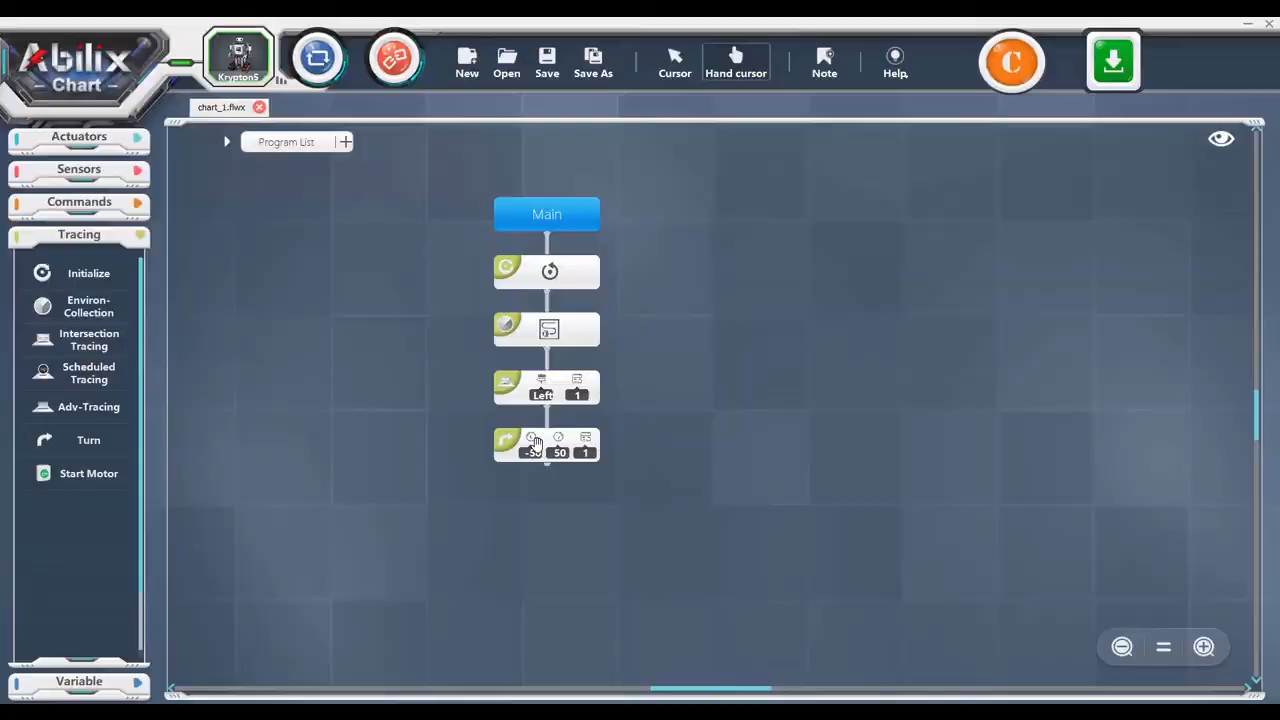 Abilix
- Chart -
Krypton5
New
Open
Save
Save As
Cursor
Hand cursor
Note
Help
C
chart_1.flwx
Program List
Actuators
Sensors
Commands
Tracing
Initialize
Environ-
Collection
Intersection
Tracing
Scheduled
Tracing
Adv-Tracing
Turn
Start Motor
Variable
Main
Left 1
50 1